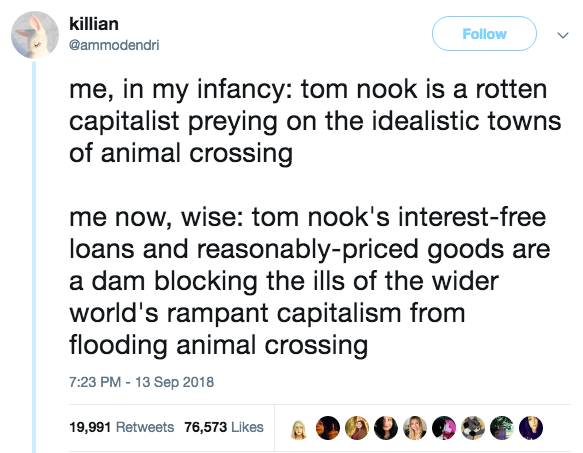 killian
@ammodendri
Follow
me, in my infancy: tom nook is a rotten
capitalist preying on the idealistic towns
of animal crossing
me now, wise: tom nook's interest-free
loans and reasonably-priced goods are
a dam blocking the ills of the wider
world's rampant capitalism from
flooding animal crossing
7:23 PM - 13 Sep 2018
19,991 Retweets 76,573 Likes